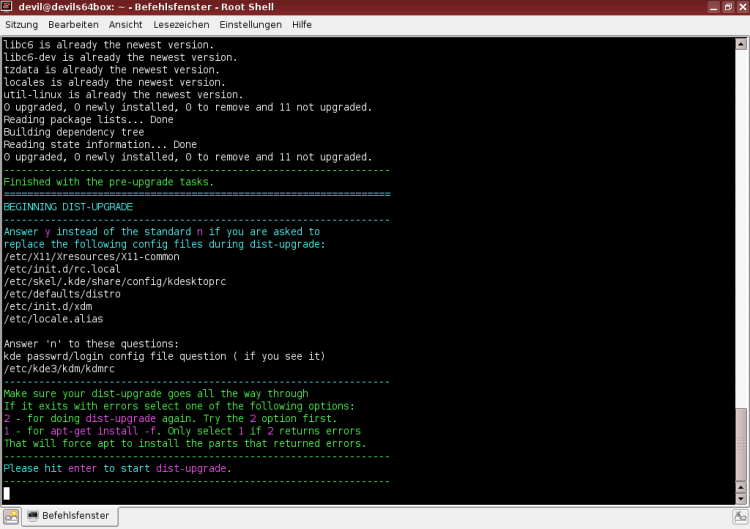 devil@devils64box: ~ - Befehlsfenster - Root Shell
Sitzung Bearbeiten Ansicht Lesezeichen Einstellungen Hilfe
libc6 is already the newest version.
libc6-dev is already the newest version.
tzdata is already the newest version.
locales is already the newest version.
util-linux is already the newest version.
0 upgraded, 0 newly installed, 0 to remove and 11 not upgraded.
Reading package lists... Done
Building dependency tree
Reading state information... Done
0 upgraded, 0 newly installed, 0 to remove and 11 not upgraded.
-----------------------------------------------------------------
Finished with the pre-upgrade tasks.
=================================================================
BEGINNING DIST-UPGRADE
-----------------------------------------------------------------
Answer y instead of the standard n if you are asked to
replace the following config files during dist-upgrade:
/etc/X11/Xresources/X11-common
/etc/init.d/rc.local
/etc/skel/.kde/share/config/kdesktoprc
/etc/defaults/distro
/etc/init.d/xdm
/etc/locale.alias
Answer 'n' to these questions:
kde passwrd/login config file question ( if you see it)
/etc/kde3/kdm/kdmrc
-----------------------------------------------------------------
Make sure your dist-upgrade goes all the way through
If it exits with errors select one of the following options:
2 - for doing dist-upgrade again. Try the 2 option first.
1 - for apt-get install -f. Only select 1 if 2 returns errors
That will force apt to install the parts that returned errors.
-----------------------------------------------------------------
Please hit enter to start dist-upgrade.
-----------------------------------------------------------------
Befehlsfenster